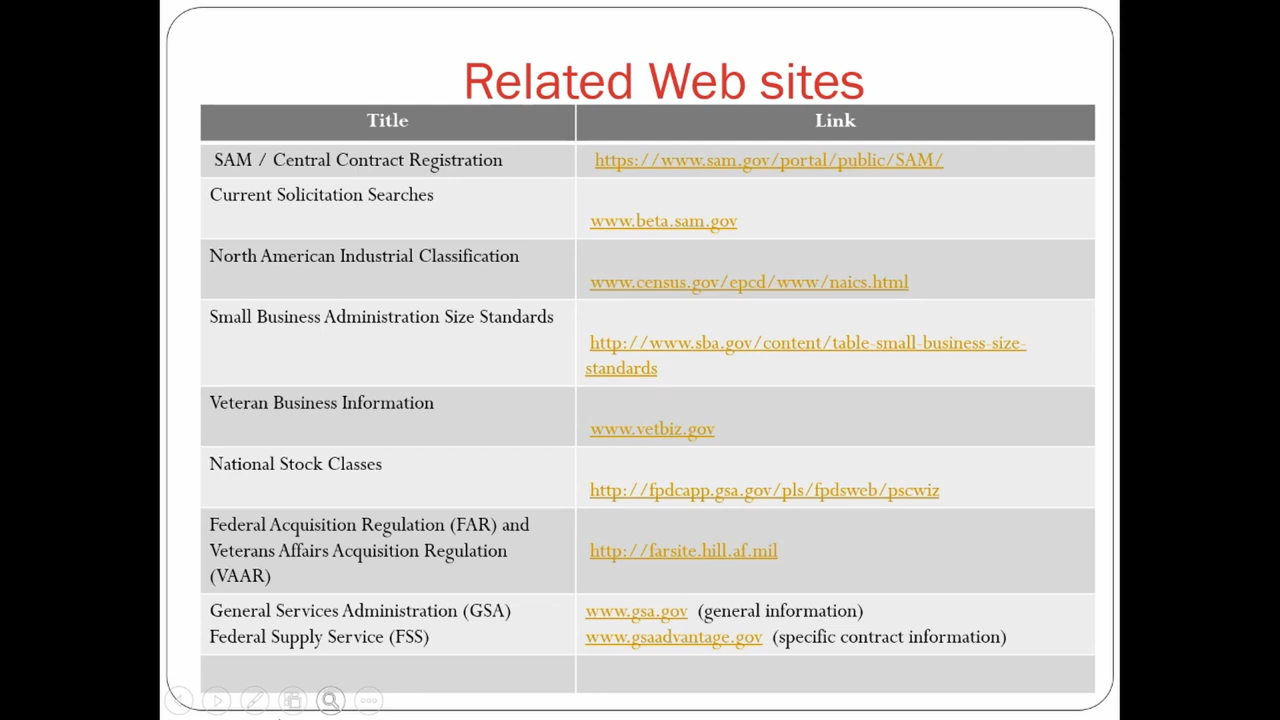 Related Web sites
Title
Link
SAM / Central Contract Registration
https://www.sam.gov/portal/public/SAM/
Current Solicitation Searches
www.beta.sam.gov
North American Industrial Classification
www.census.gov/epcd/www/naics.html
Small Business Administration Size Standards
http://www.sba.gov/content/table-small-business-size-
standards
Veteran Business Information
www.vetbiz.gov
National Stock Classes
http://fpdcapp.gsa.gov/pls/fpdsweb/pscwiz
Federal Acquisition Regulation (FAR) and
Veterans Affairs Acquisition Regulation
(VAAR)
http://farsite.hill.af.mil
General Services Administration (GSA)
Federal Supply Service (FSS)
www.gsa.gov (general information)
www.gsaadvantage.gov (specific contract information)